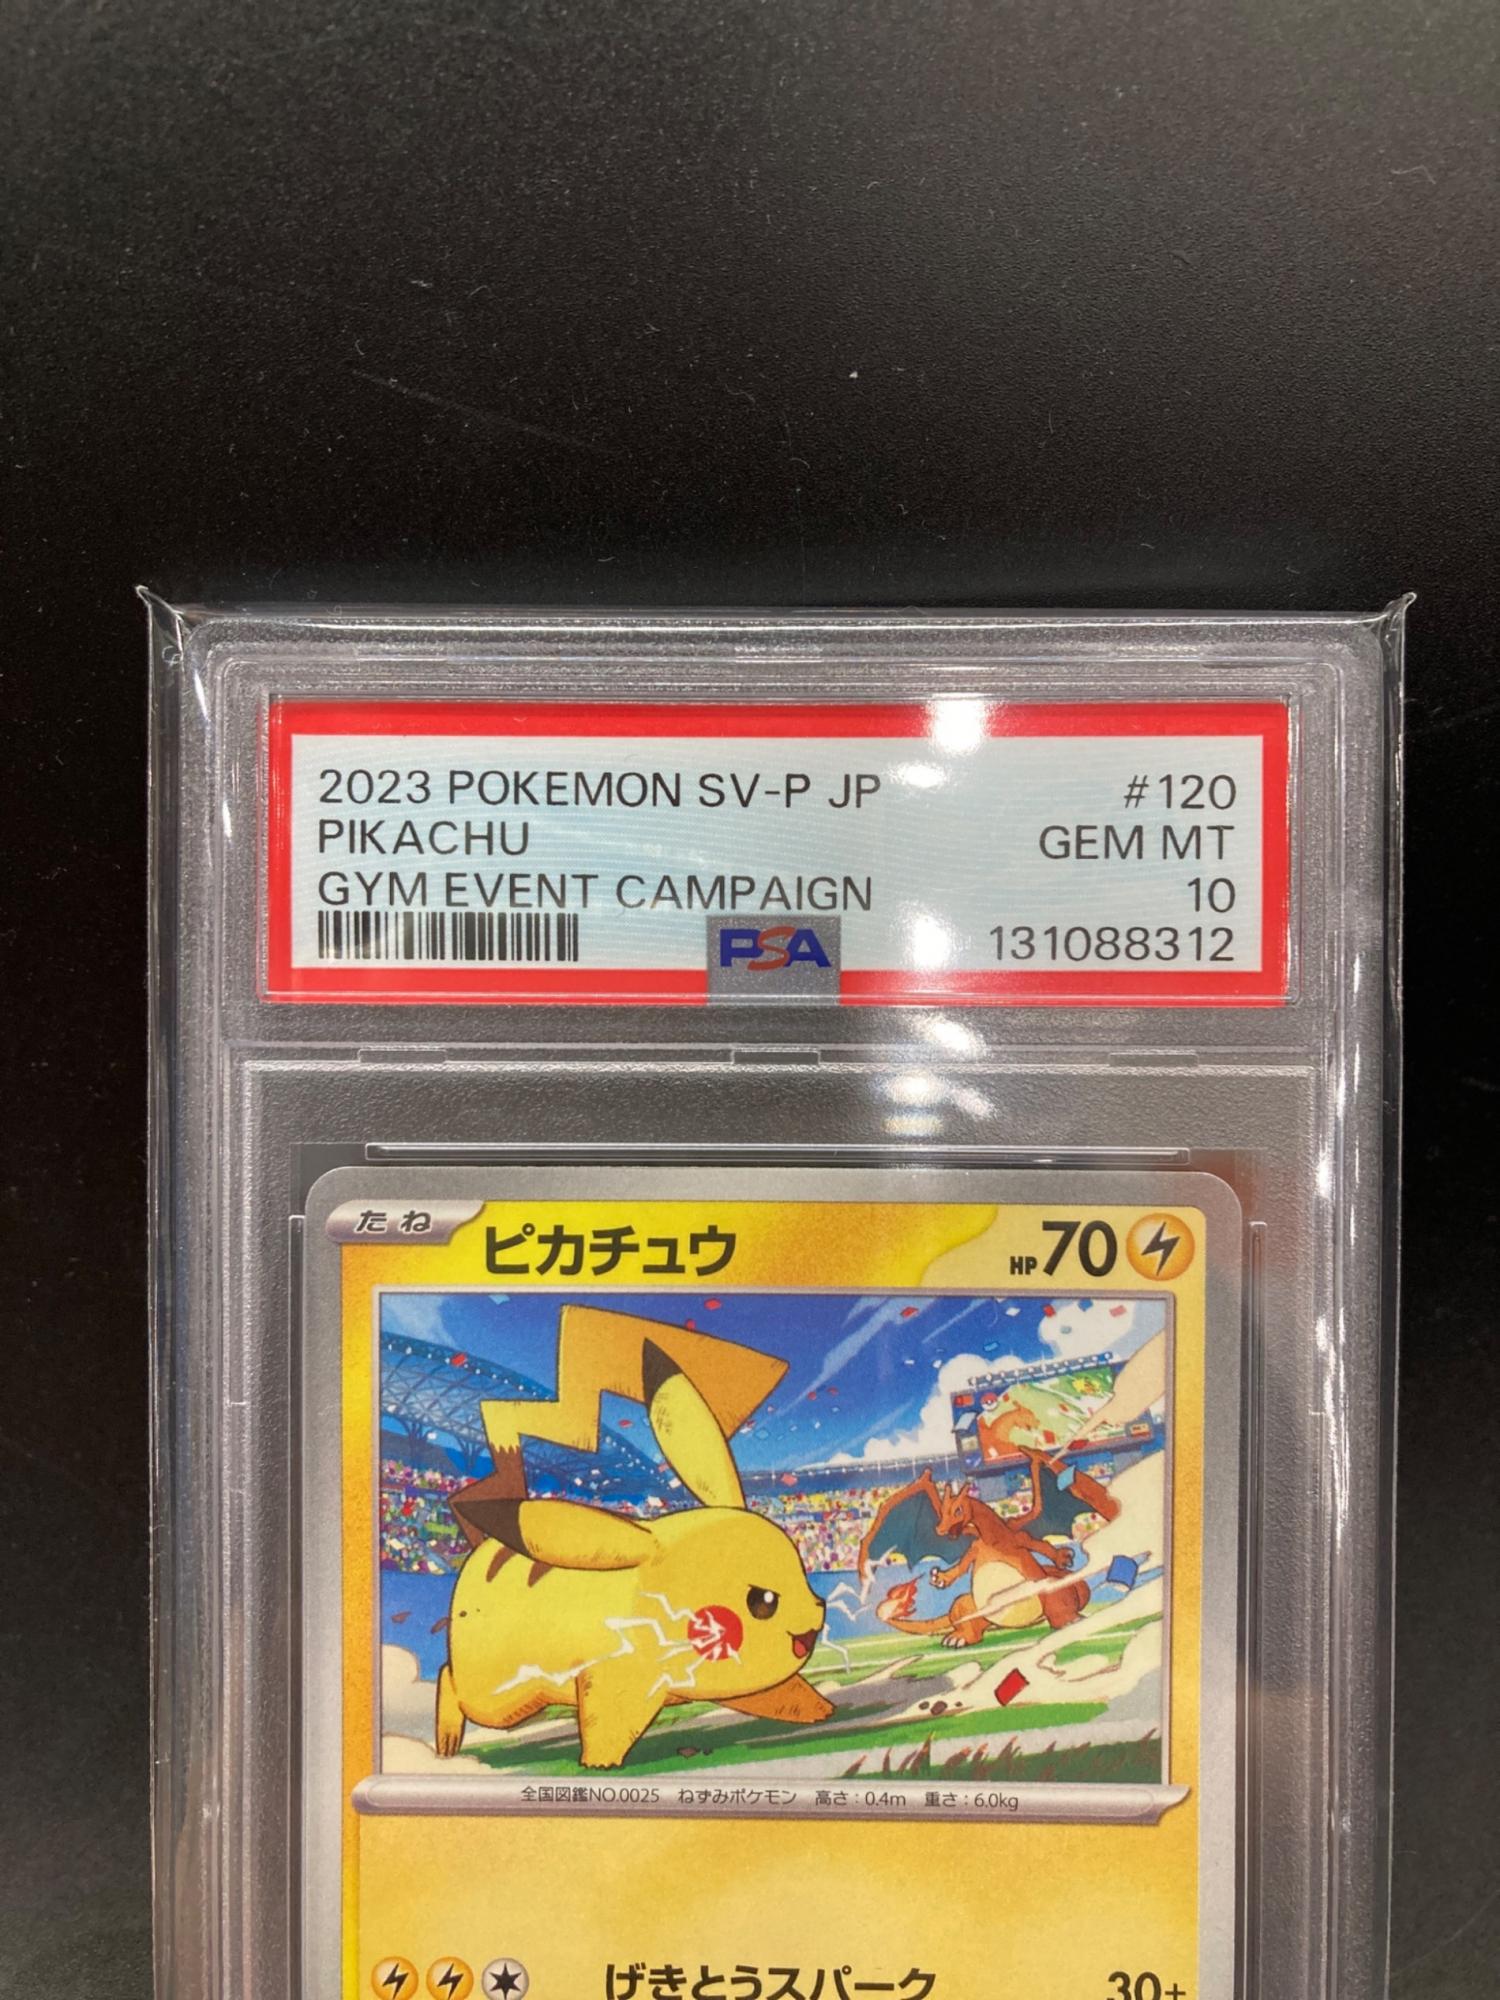 2023 POKEMON SV-P JP #120
PIKACHU GEM MT
GYM EVENT CAMPAIGN 10
PSA 131088312
たね ピカチュウ HP 70
全国図鑑NO.0025 ねずみポケモン 高さ：0.4m 重さ：6.0kg
げきとうスパーク 30+